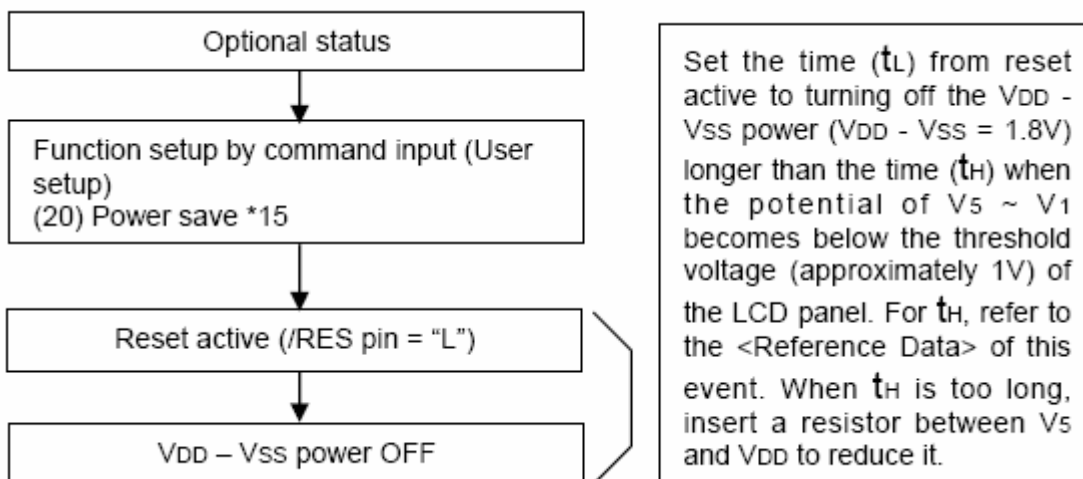 Optional status
Function setup by command input (User
setup)
(20) Power save *15
Reset active (/RES pin = “L”)
VDD – VSS power OFF
Set the time (tL) from reset
active to turning off the VDD -
VSS power (VDD - VSS = 1.8V)
longer than the time (tH) when
the potential of V5 ~ V1
becomes below the threshold
voltage (approximately 1V) of
the LCD panel. For tH, refer to
the <Reference Data> of this
event. When tH is too long,
insert a resistor between V5
and VDD to reduce it.